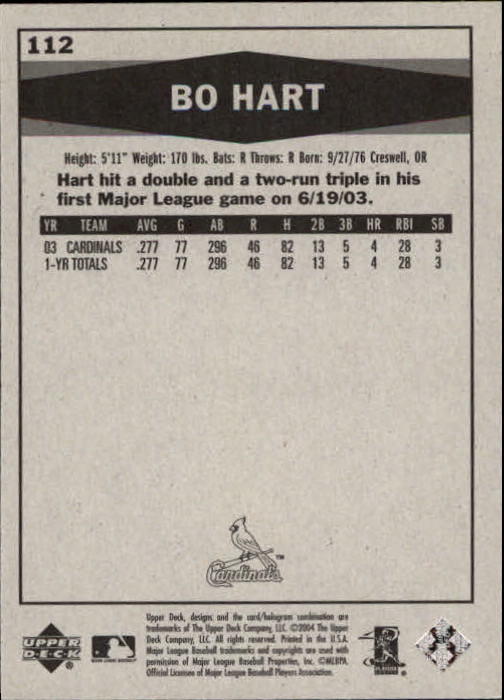 112
BO HART
Height: 5'11" Weight: 170 lbs. Bats: R Throws: R Born: 9/27/76 Creswell, OR
Hart hit a double and a two-run triple in his
first Major League game on 6/19/03.
YR TEAM AVG G AB R H 2B 3B HR RBI SB
03 CARDINALS .277 77 296 46 82 13 5 4 28 3
1-YR TOTALS .277 77 296 46 82 13 5 4 28 3
Cardinals TM
Upper Deck, designs and the card/hologram combination are
trademarks of The Upper Deck Company, LLC. ©2004 The Upper
Deck Company, LLC. All rights reserved. Printed in the U.S.A.
Major League Baseball trademarks and copyrights are used with
permission of Major League Baseball Properties, Inc. ©MLBPA.
Official Licensee of Major League Baseball Players Association.
UPPER
DECK